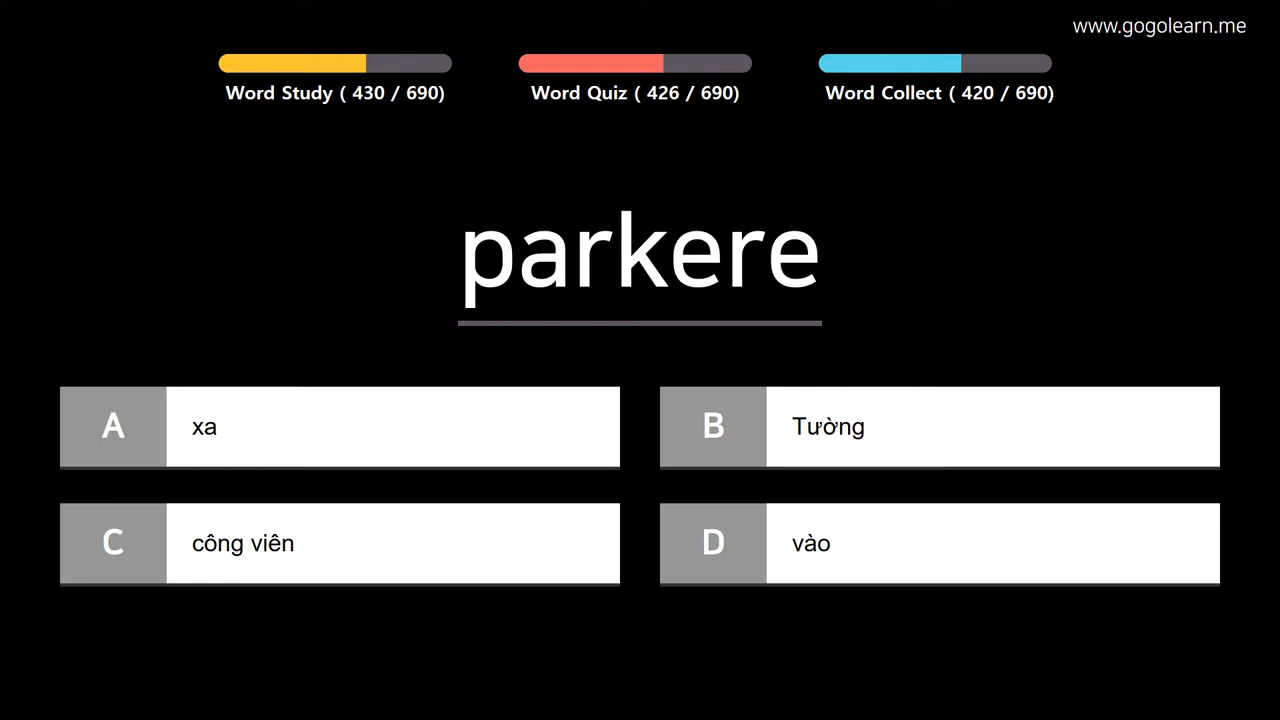 www.gogolearn.me
Word Study ( 430 / 690)
Word Quiz ( 426 / 690)
Word Collect ( 420 / 690)
parkere
A xa
B Tường
C công viên
D vào